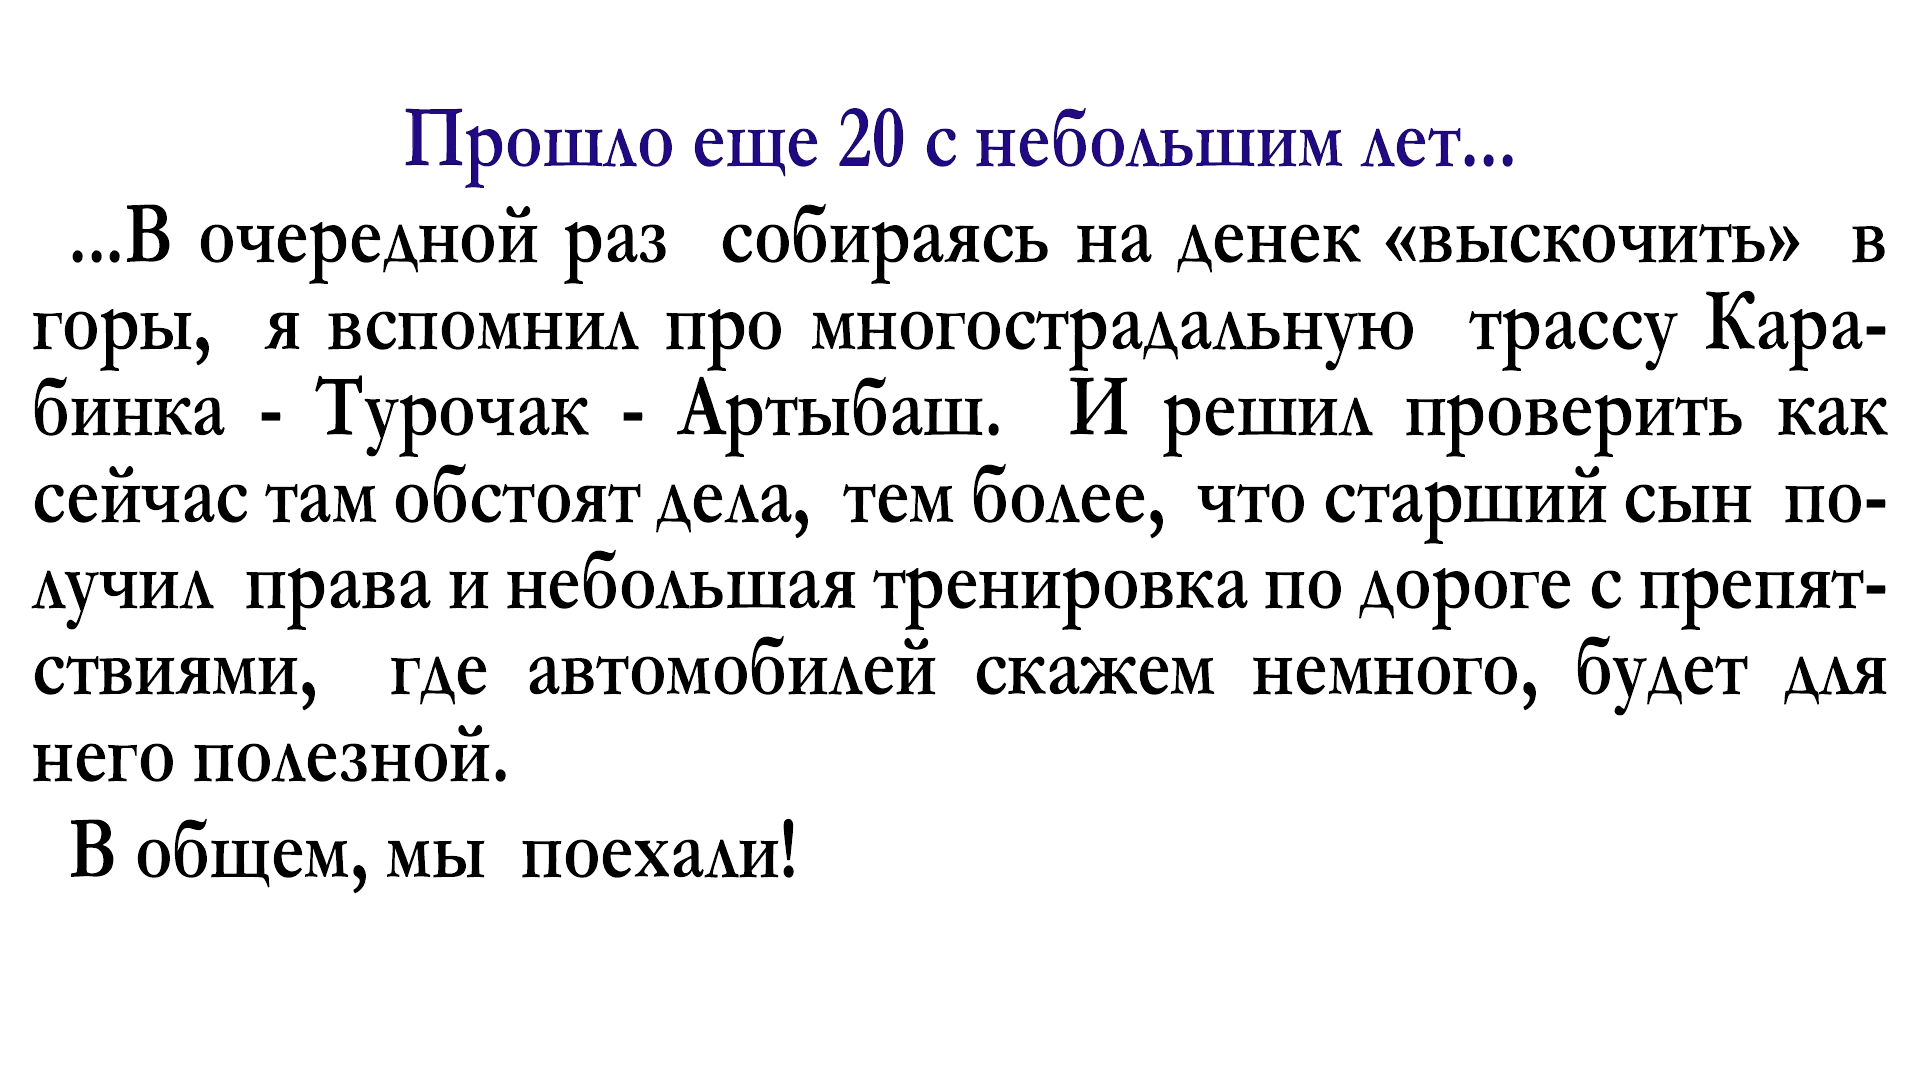 Прошло еще 20 с небольшим лет...
...В очередной раз собираясь на денек «выскочить» в
горы, я вспомнил про многострадальную трассу Кара-
бинка - Турочак - Артыбаш. И решил проверить как
сейчас там обстоят дела, тем более, что старший сын по-
лучил права и небольшая тренировка по дороге с препят-
ствиями, где автомобилей скажем немного, будет для
него полезной.
В общем, мы поехали!